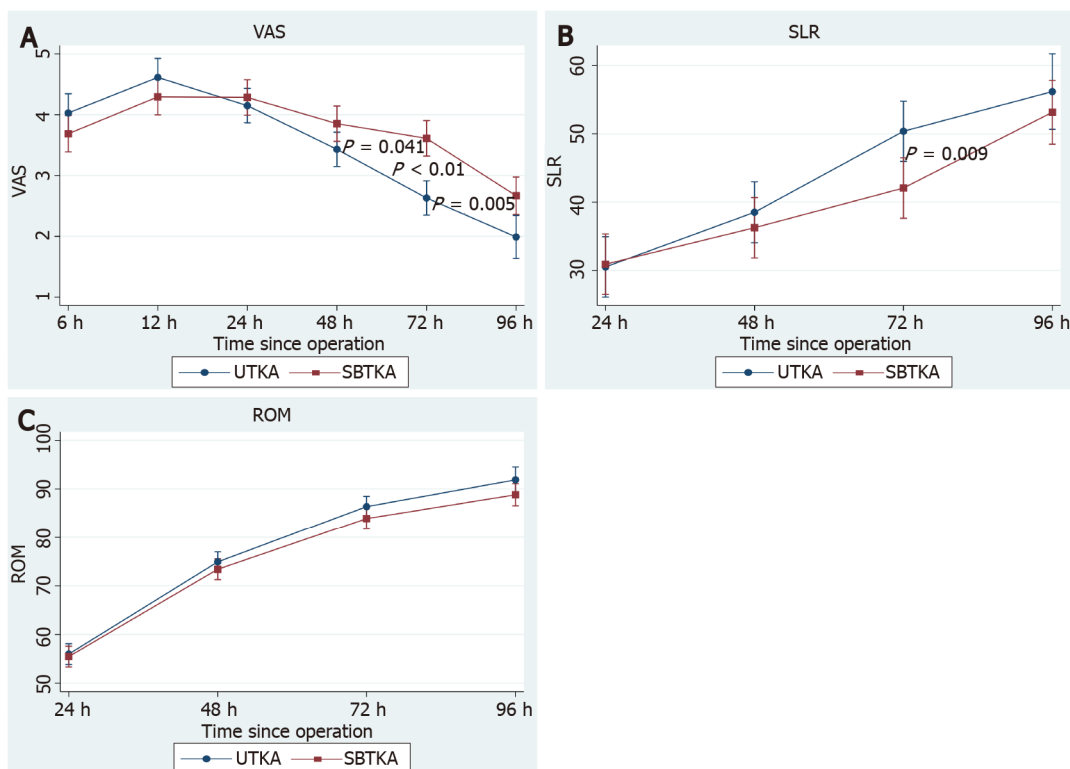 A
VAS
5
4
3
2
1
VAS
P = 0.041
P < 0.01
P = 0.005
6 h 12 h 24 h 48 h 72 h 96 h
Time since operation
UTKA SBTKA
B
SLR
60
50
40
30
SLR
P = 0.009
24 h 48 h 72 h 96 h
Time since operation
UTKA SBTKA
C
ROM
100
90
80
70
60
50
ROM
24 h 48 h 72 h 96 h
Time since operation
UTKA SBTKA